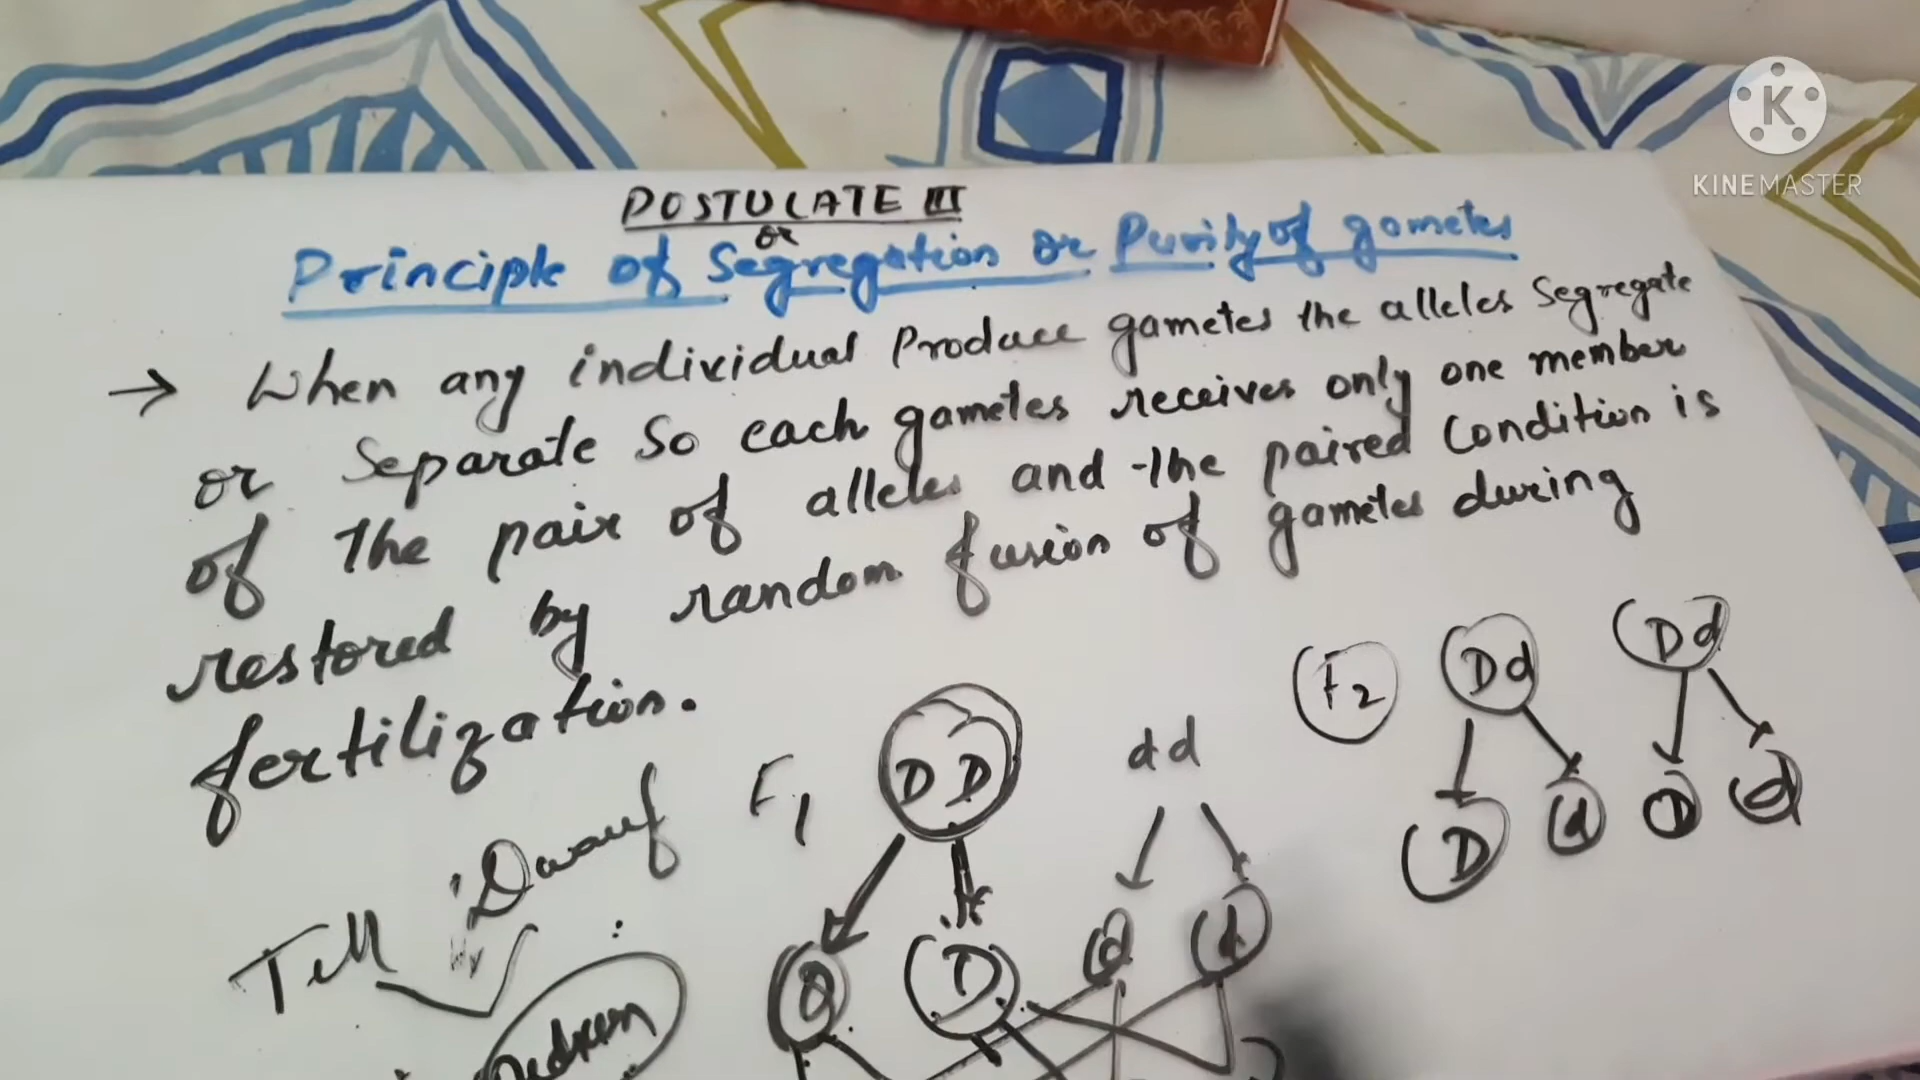 KINEMASTER
POSTULATE III
or
Principle of Segregation or Purity of gametes
→ When any individual Produce gametes the alleles Segregate
or Separate So each gametes receives only one member
of The pair of alleles and the paired Condition is
restored by random fusion of gametes during
fertilization.
F2 Dd Dd
D d D d
F1 DD dd
D D d d
Dwarf
Tall